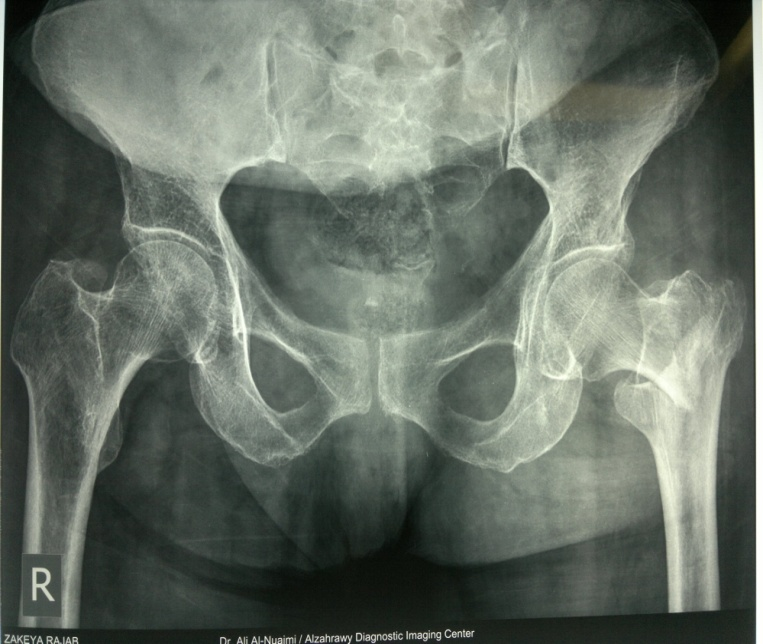 R
ZAKEYA RAJAB
Dr. Ali Al-Nuaimi / Alzahrawy Diagnostic Imaging Center